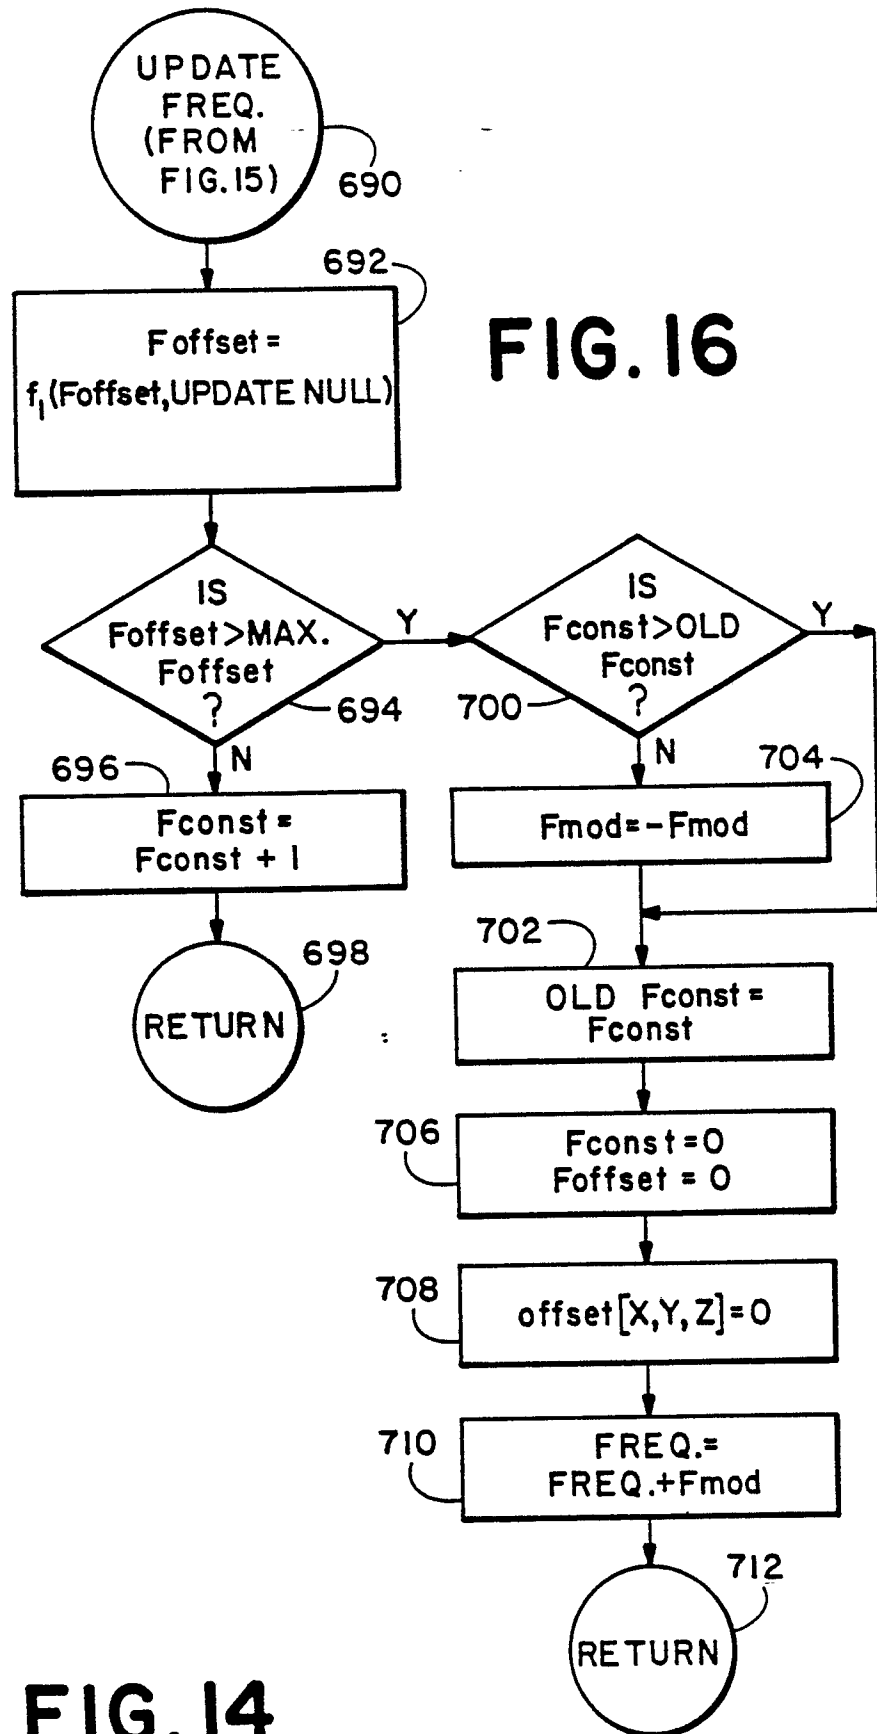 UPDATE
FREQ.
(FROM
FIG.15)
690
692
Foffset =
f1(Foffset,UPDATE NULL)
FIG.16
IS
Foffset>MAX.
Foffset
?
694
Y
N
IS
Fconst>OLD
Fconst
?
700
Y
N
696
Fconst =
Fconst + 1
698
RETURN
704
Fmod=-Fmod
702
OLD Fconst =
Fconst
706
Fconst=0
Foffset = 0
708
offset[X,Y,Z]=0
710
FREQ.=
FREQ.+Fmod
712
RETURN
FIG.14